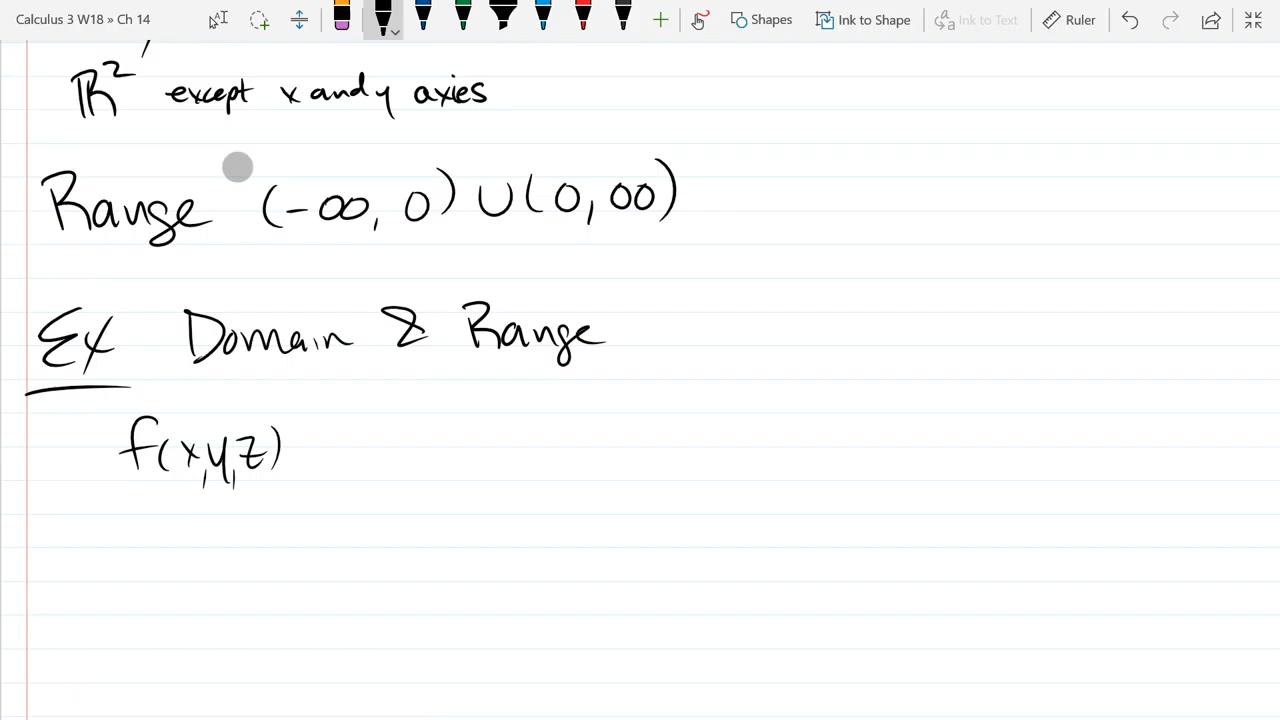 Calculus 3 W18 » Ch 14 Shapes Ink to Shape Ink to Text Ruler
ℝ² except x and y axies
Range (-∞, 0) ∪ (0, ∞)
Ex Domain & Range
f(x,y,z)